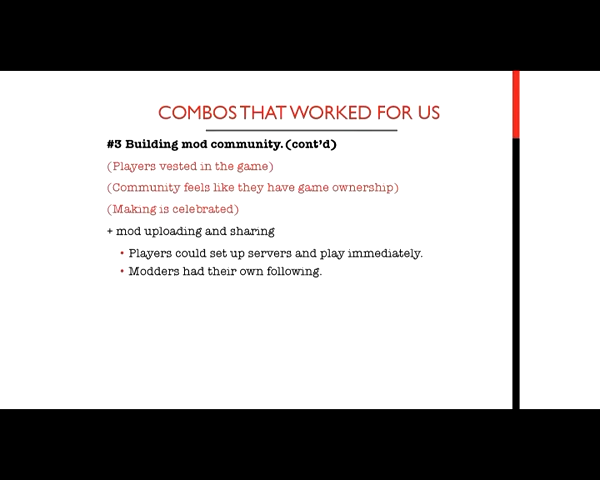 COMBOS THAT WORKED FOR US
#3 Building mod community. (cont'd)
(Players vested in the game)
(Community feels like they have game ownership)
(Making is celebrated)
+ mod uploading and sharing
• Players could set up servers and play immediately.
• Modders had their own following.